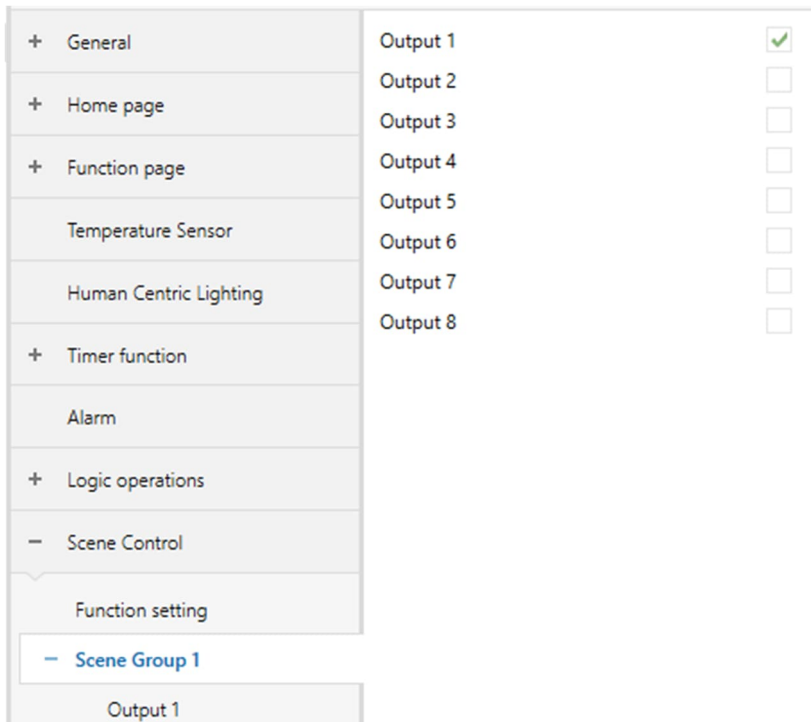 General
Home page
Function page
Temperature Sensor
Human Centric Lighting
Timer function
Alarm
Logic operations
Scene Control
Function setting
Scene Group 1
Output 1
Output 1
Output 2
Output 3
Output 4
Output 5
Output 6
Output 7
Output 8